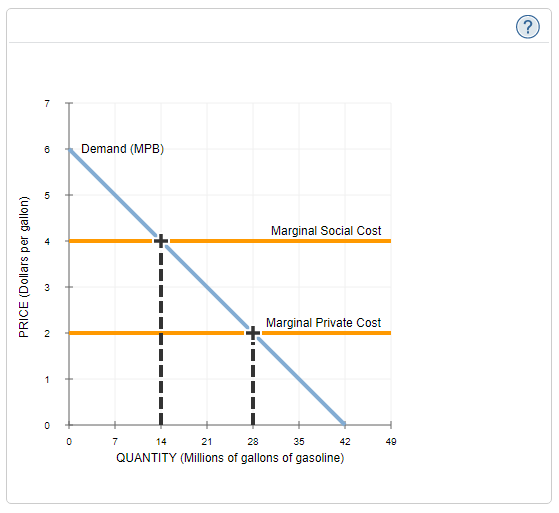 ?
7
6
Demand (MPB)
5
Marginal Social Cost
4
3
Marginal Private Cost
2
1
0
0 7 14 21 28 35 42 49
QUANTITY (Millions of gallons of gasoline)
PRICE (Dollars per gallon)